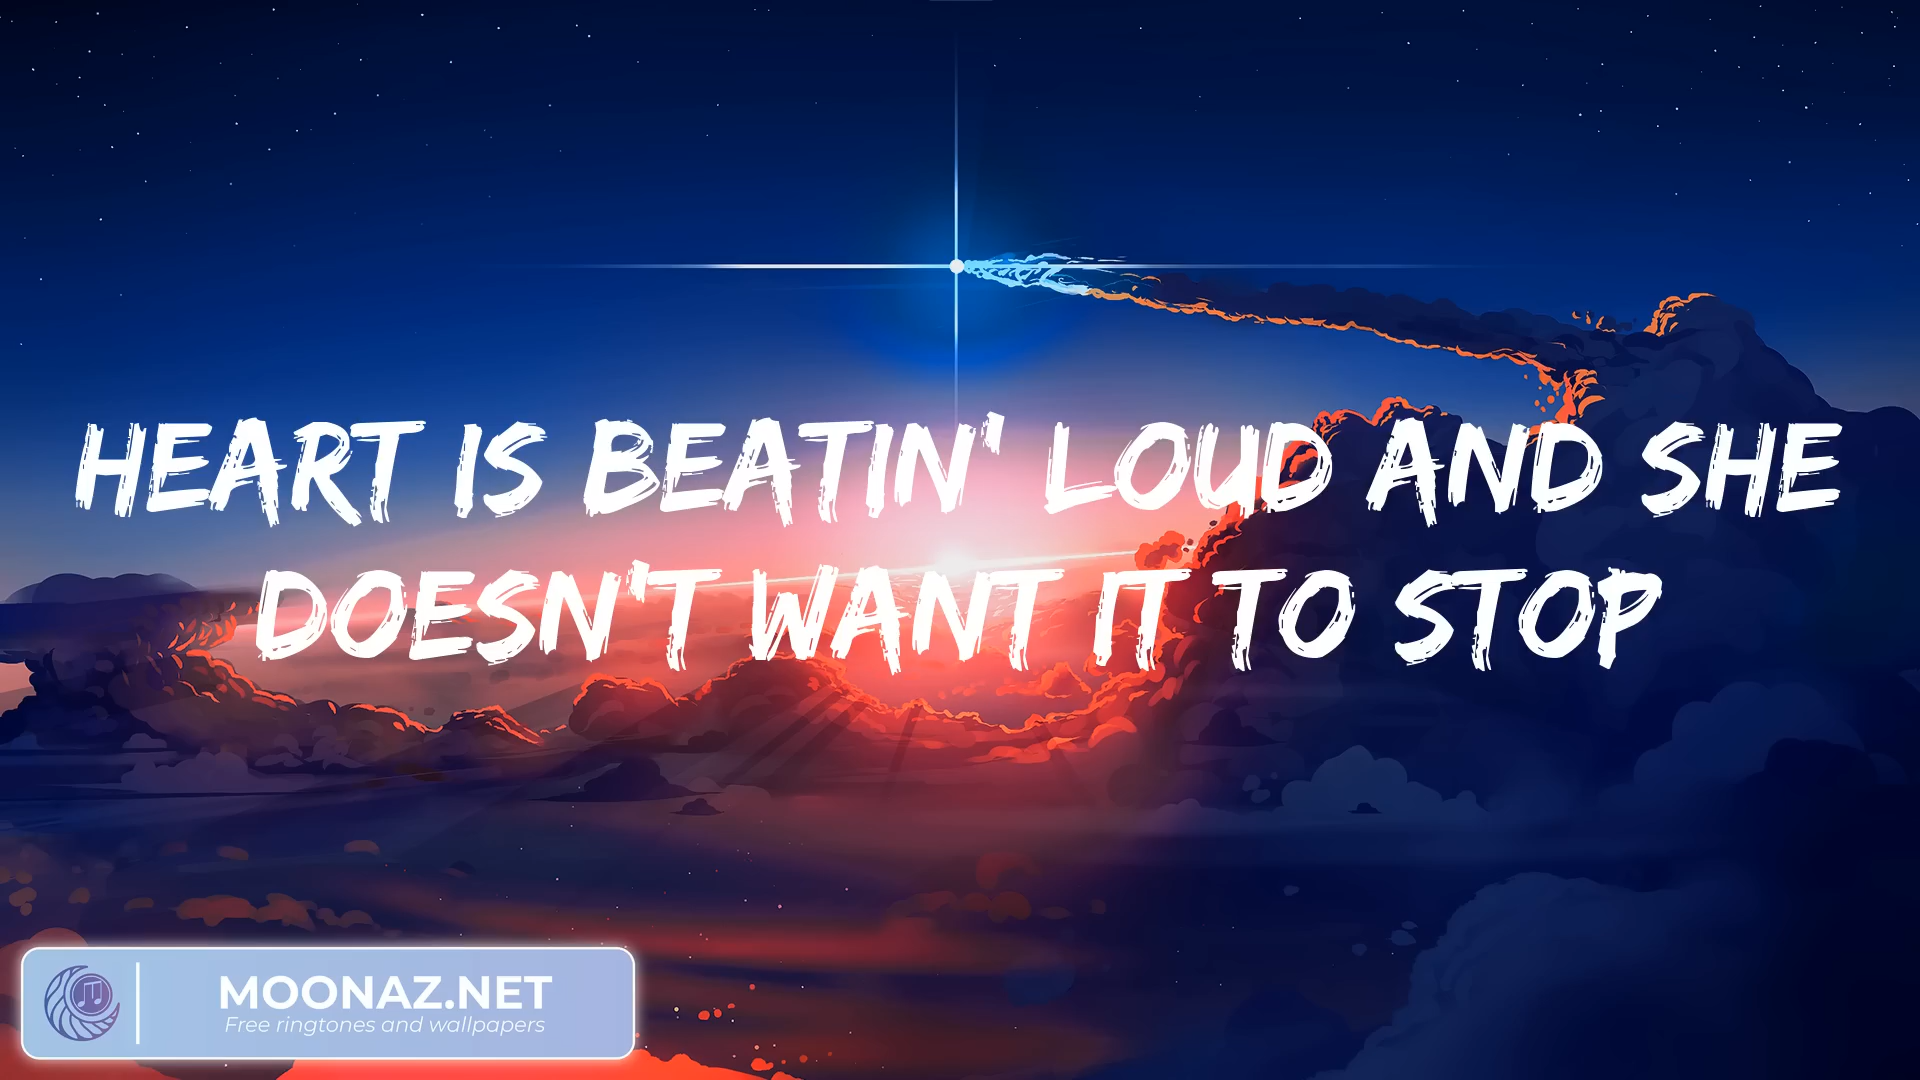 HEART IS BEATIN' LOUD AND SHE
DOESN'T WANT IT TO STOP
MOONAZ.NET
Free ringtones and wallpapers